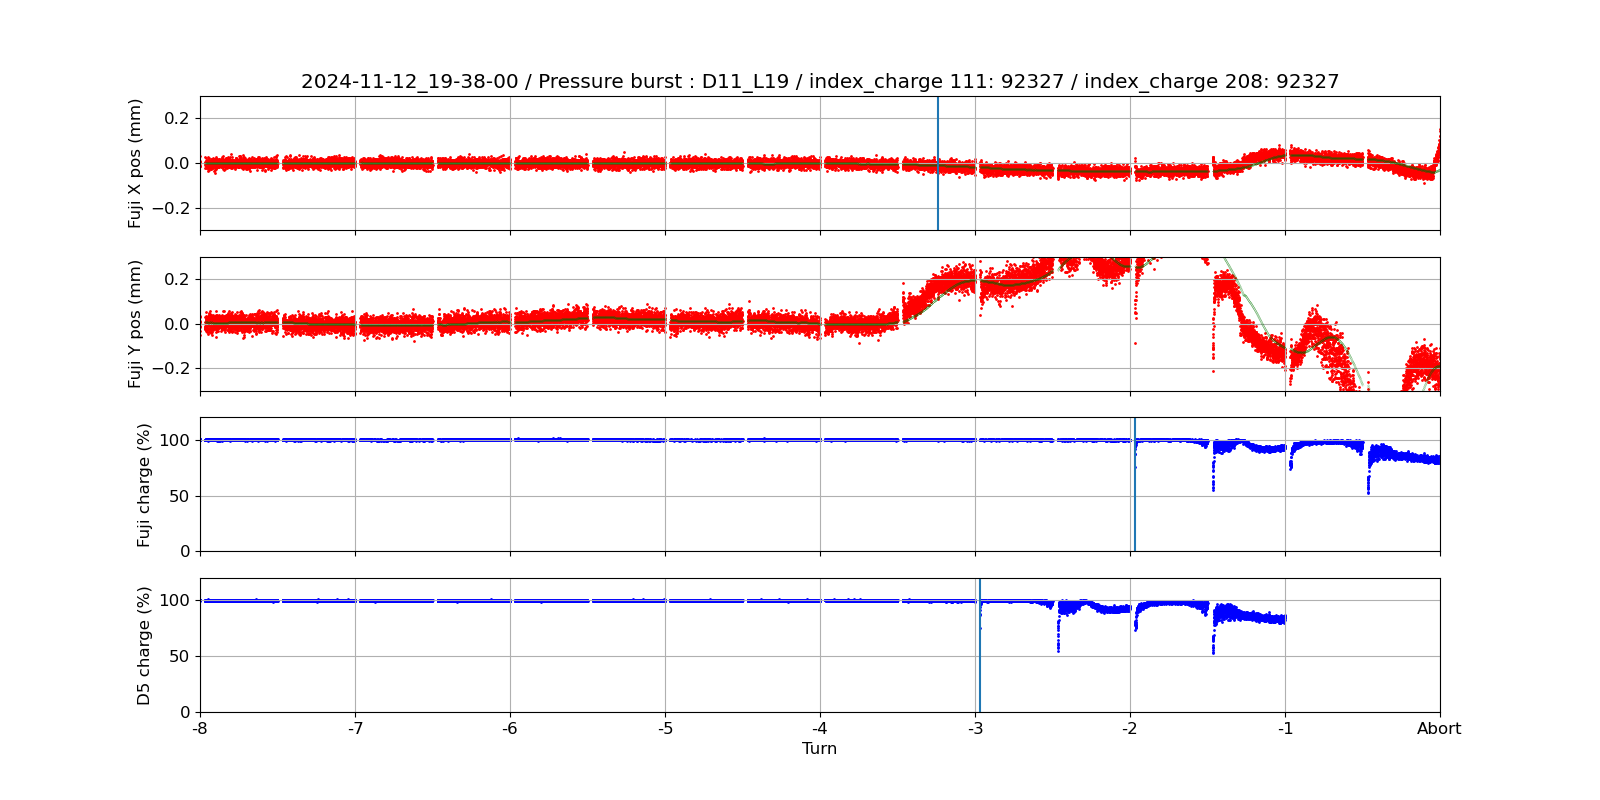 2024-11-12_19-38-00 / Pressure burst : D11_L19 / index_charge 111: 92327 / index_charge 208: 92327
Fuji X pos (mm)
0.2
0.0
−0.2
Fuji Y pos (mm)
0.2
0.0
−0.2
Fuji charge (%)
100
50
0
D5 charge (%)
100
50
0
-8 -7 -6 -5 -4 -3 -2 -1 Abort
Turn